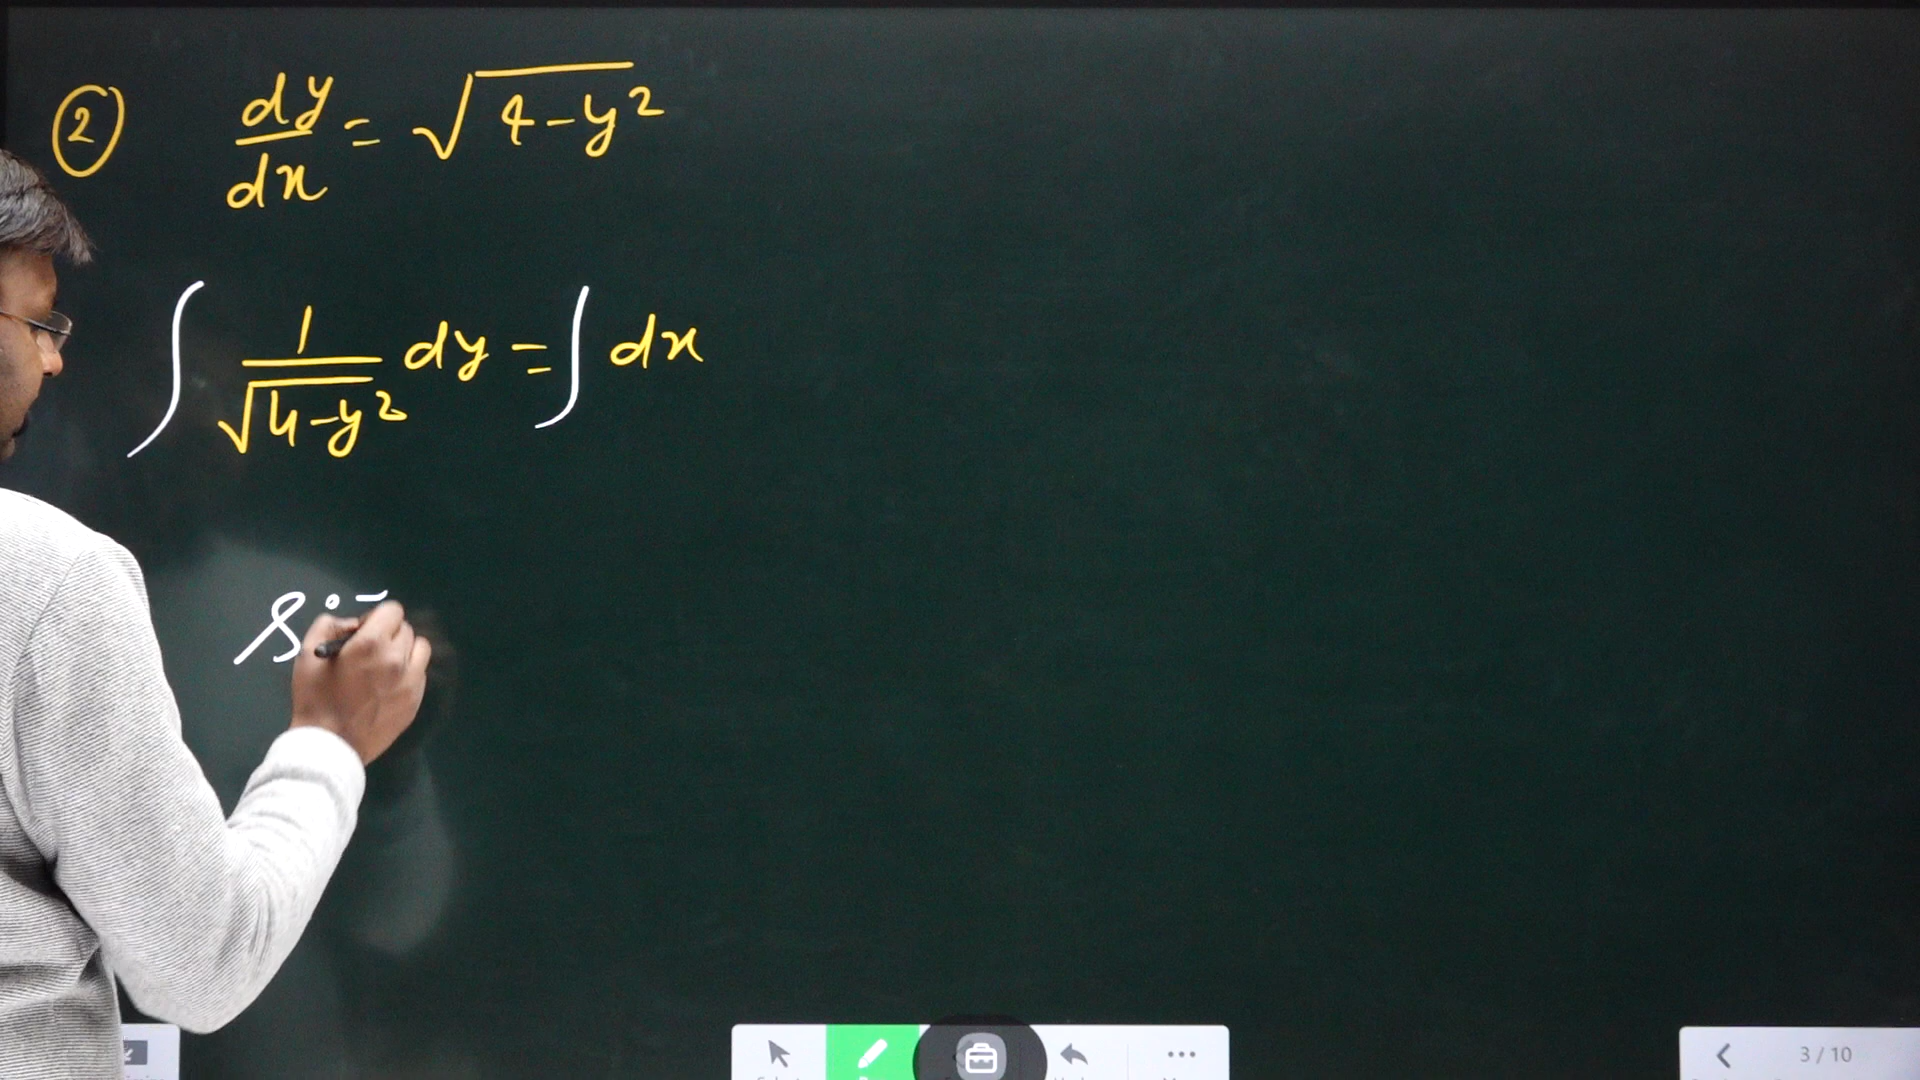 ② dy/dx = √(4-y²)
∫ 1/√(4-y²) dy = ∫ dx
3 / 10